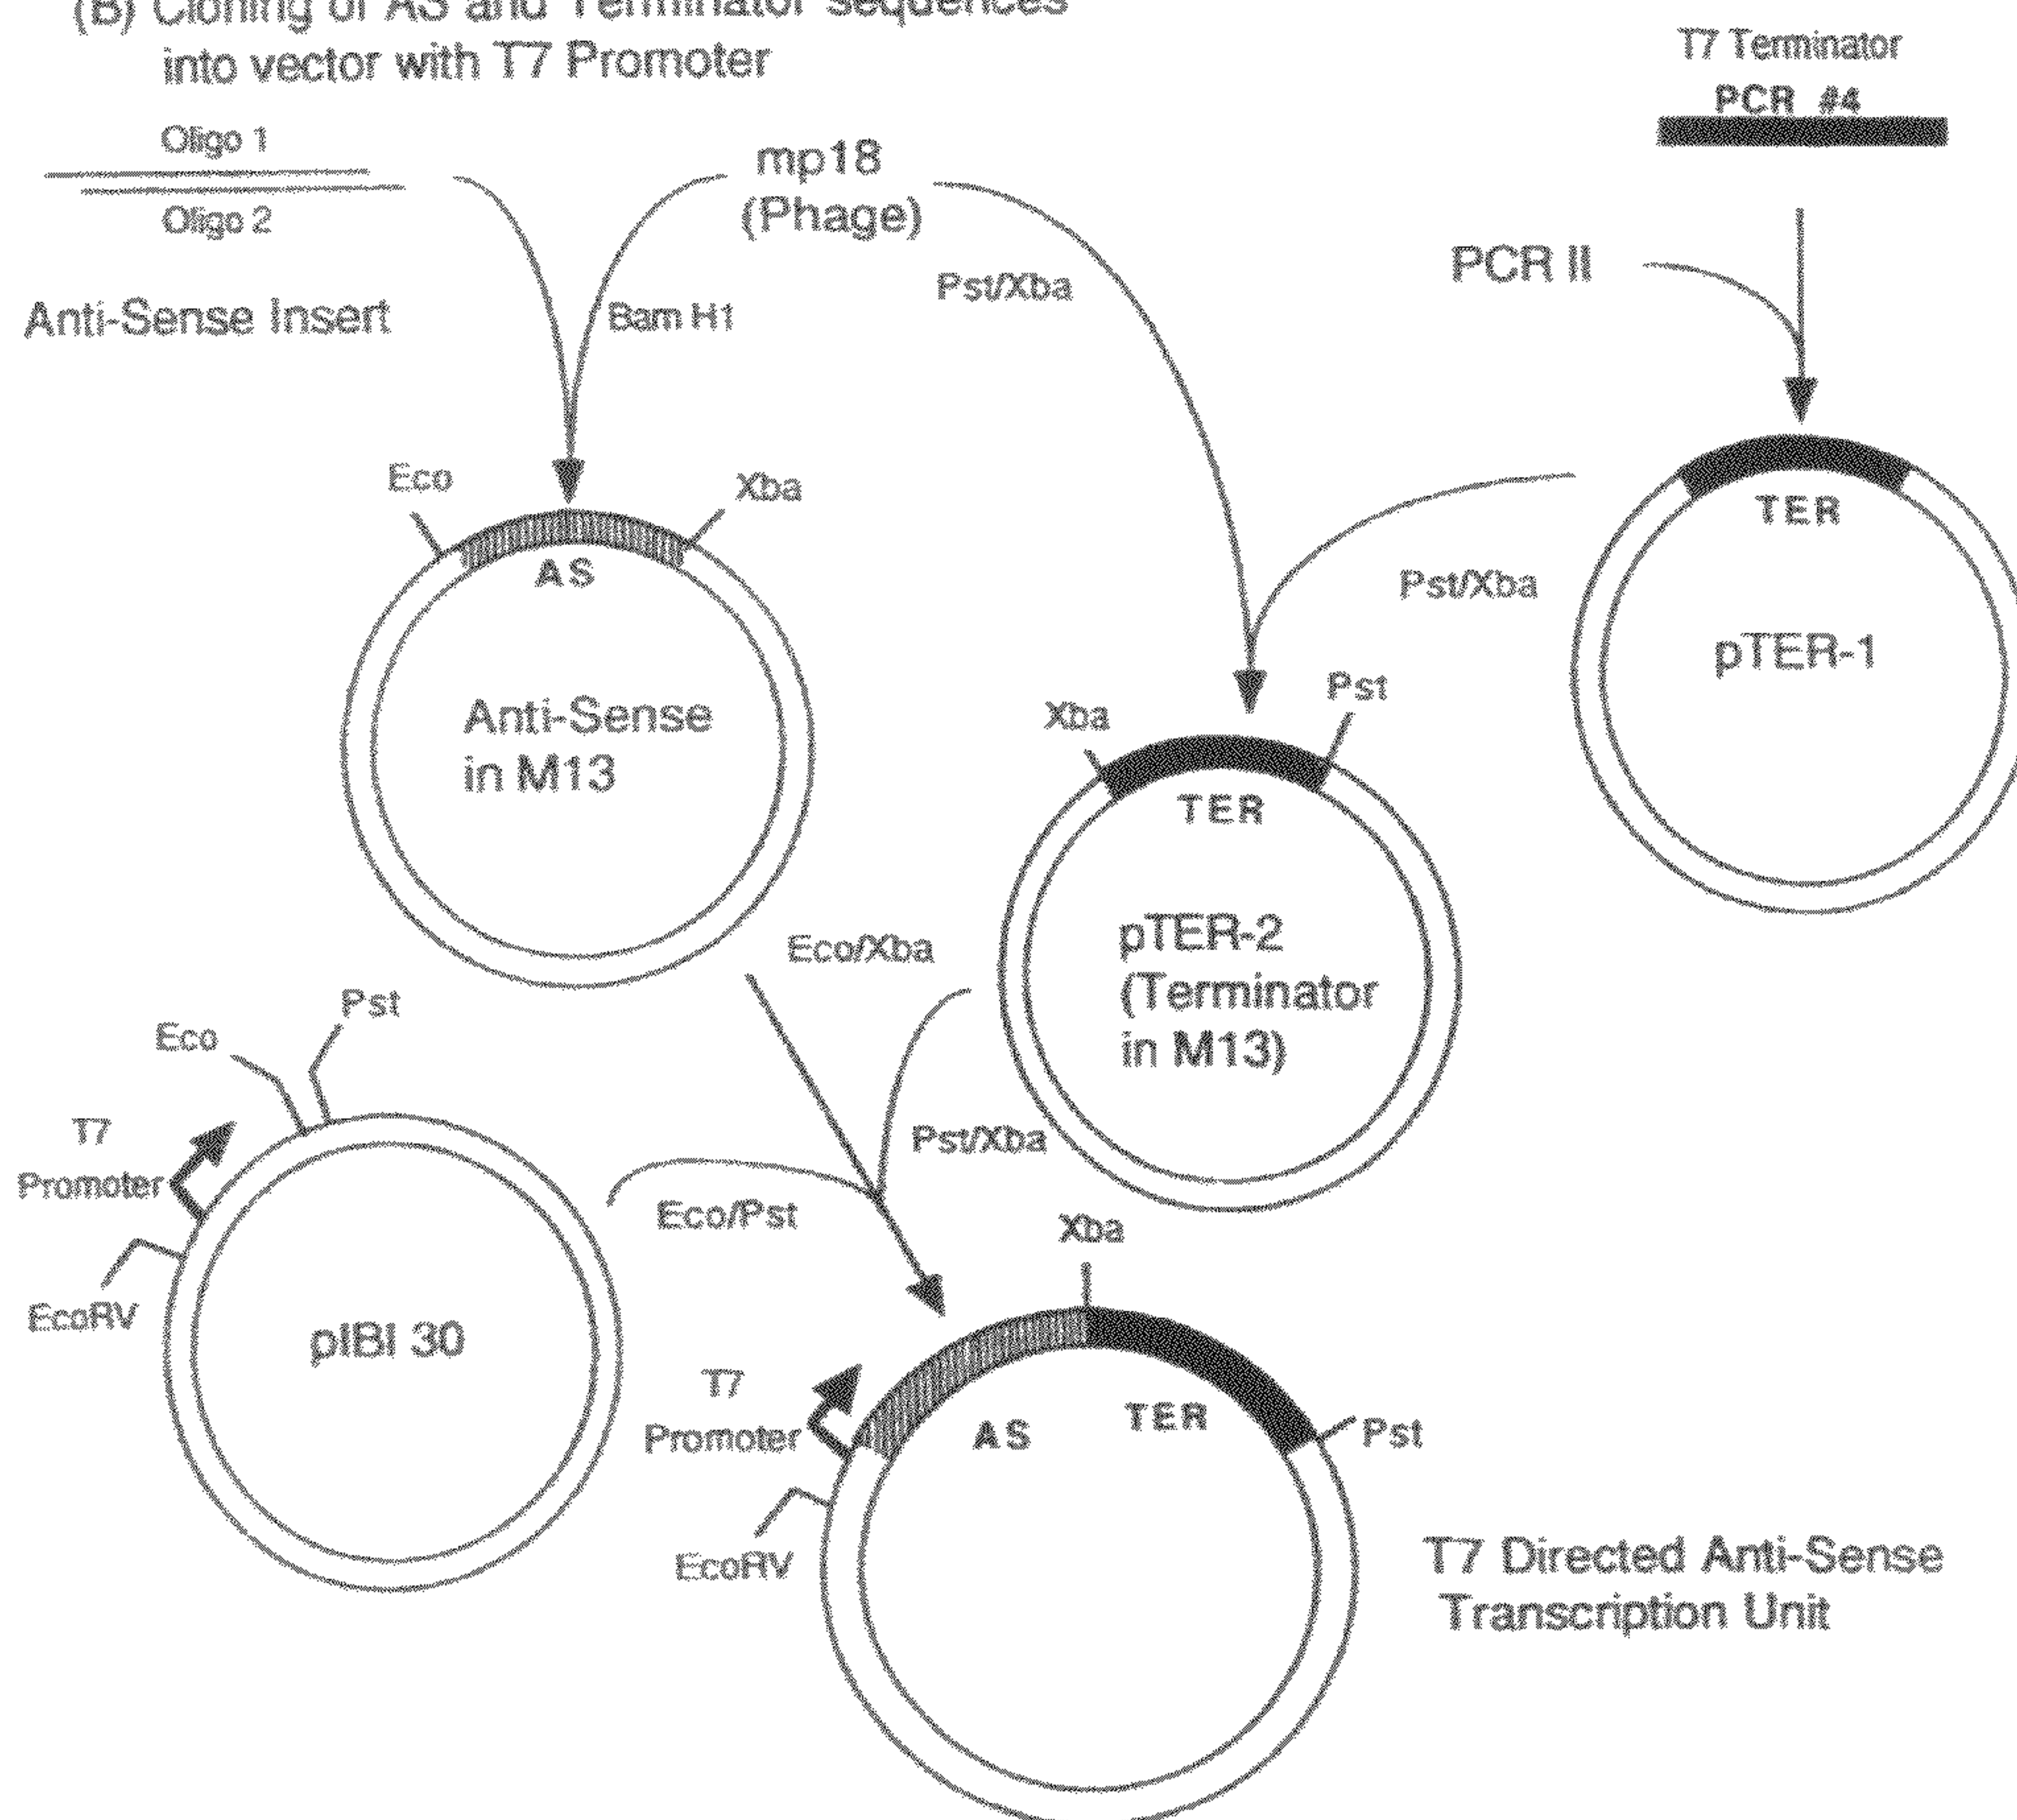 (B) Cloning of AS and Terminator sequences
into vector with T7 Promoter
T7 Terminator
PCR #4
Oligo 1
Oligo 2
mp18
(Phage)
PCR II
Anti-Sense Insert
Bam H1
Pst/Xba
Eco
Xba
AS
Anti-Sense
in M13
TER
pTER-1
Pst/Xba
Xba
Pst
TER
pTER-2
(Terminator
in M13)
Eco/Xba
Pst/Xba
Eco
Pst
T7
Promoter
EcoRV
pIBI 30
Eco/Pst
Xba
T7
Promoter
AS
TER
Pst
EcoRV
T7 Directed Anti-Sense
Transcription Unit